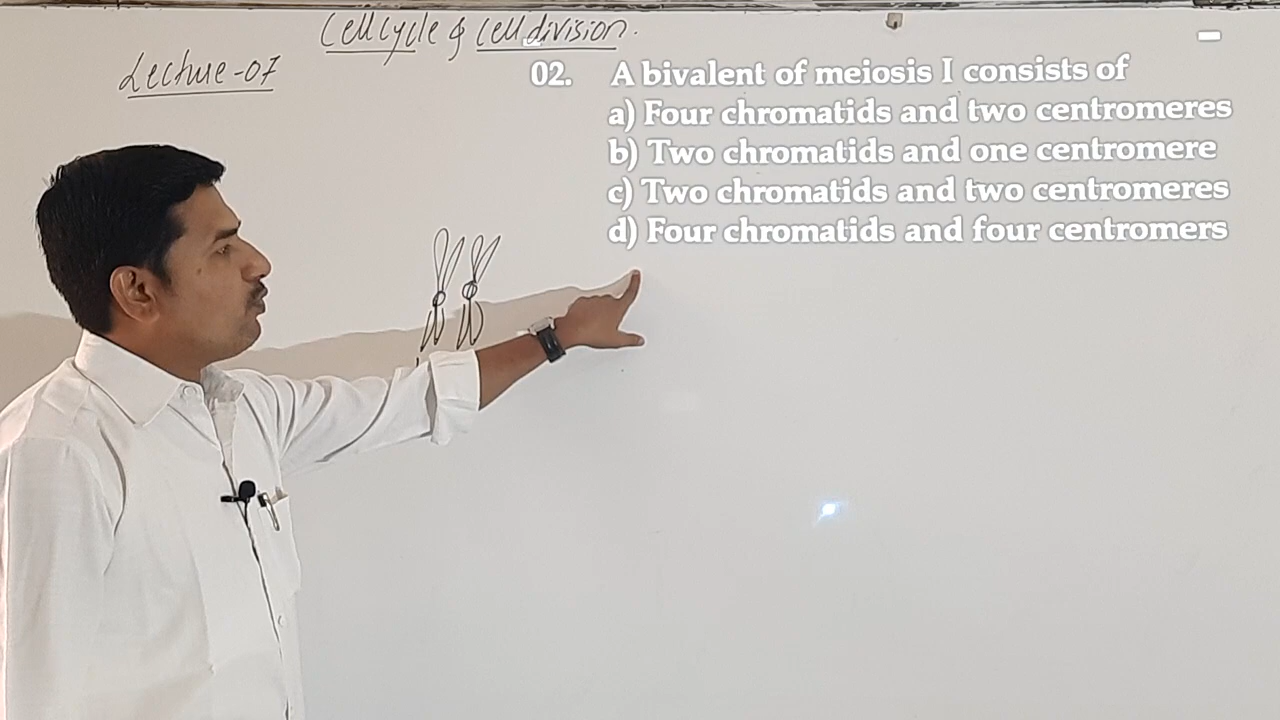 Cell cycle & cell division.
Lecture-07
02. A bivalent of meiosis I consists of
a) Four chromatids and two centromeres
b) Two chromatids and one centromere
c) Two chromatids and two centromeres
d) Four chromatids and four centromers